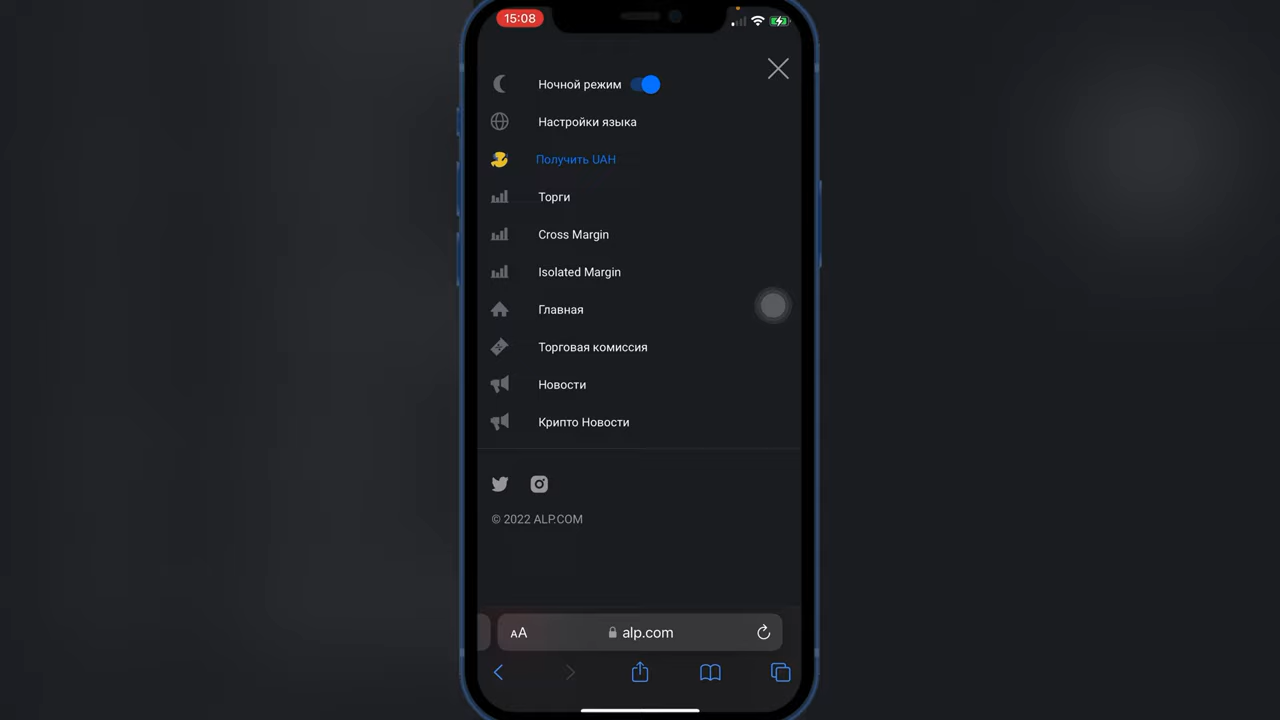 15:08
Ночной режим
Настройки языка
Получить UAH
Торги
Cross Margin
Isolated Margin
Главная
Торговая комиссия
Новости
Крипто Новости
© 2022 ALP.COM
AA
alp.com